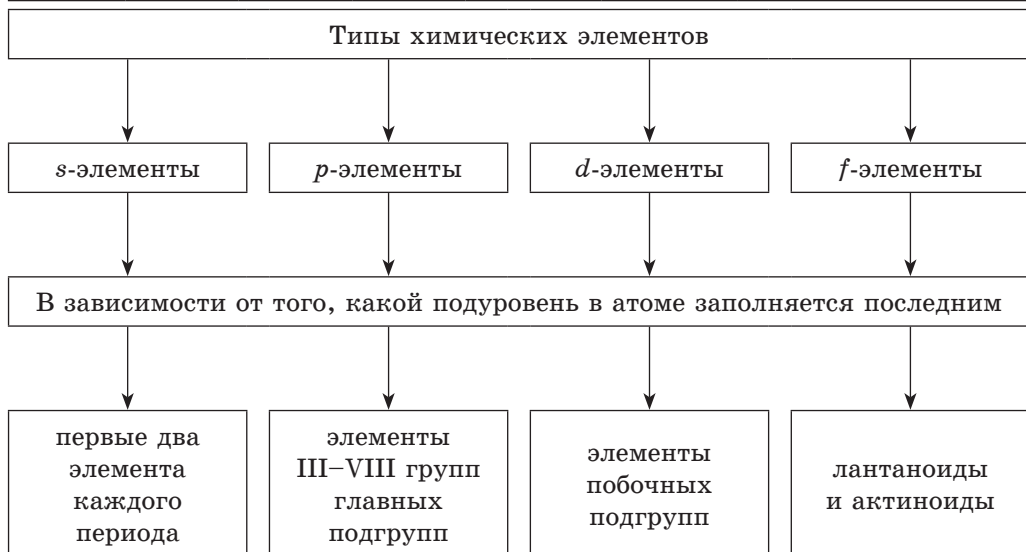 Типы химических элементов
s-элементы
p-элементы
d-элементы
f-элементы
В зависимости от того, какой подуровень в атоме заполняется последним
первые два
элемента
каждого
периода
элементы
III–VIII групп
главных
подгрупп
элементы
побочных
подгрупп
лантаноиды
и актиноиды